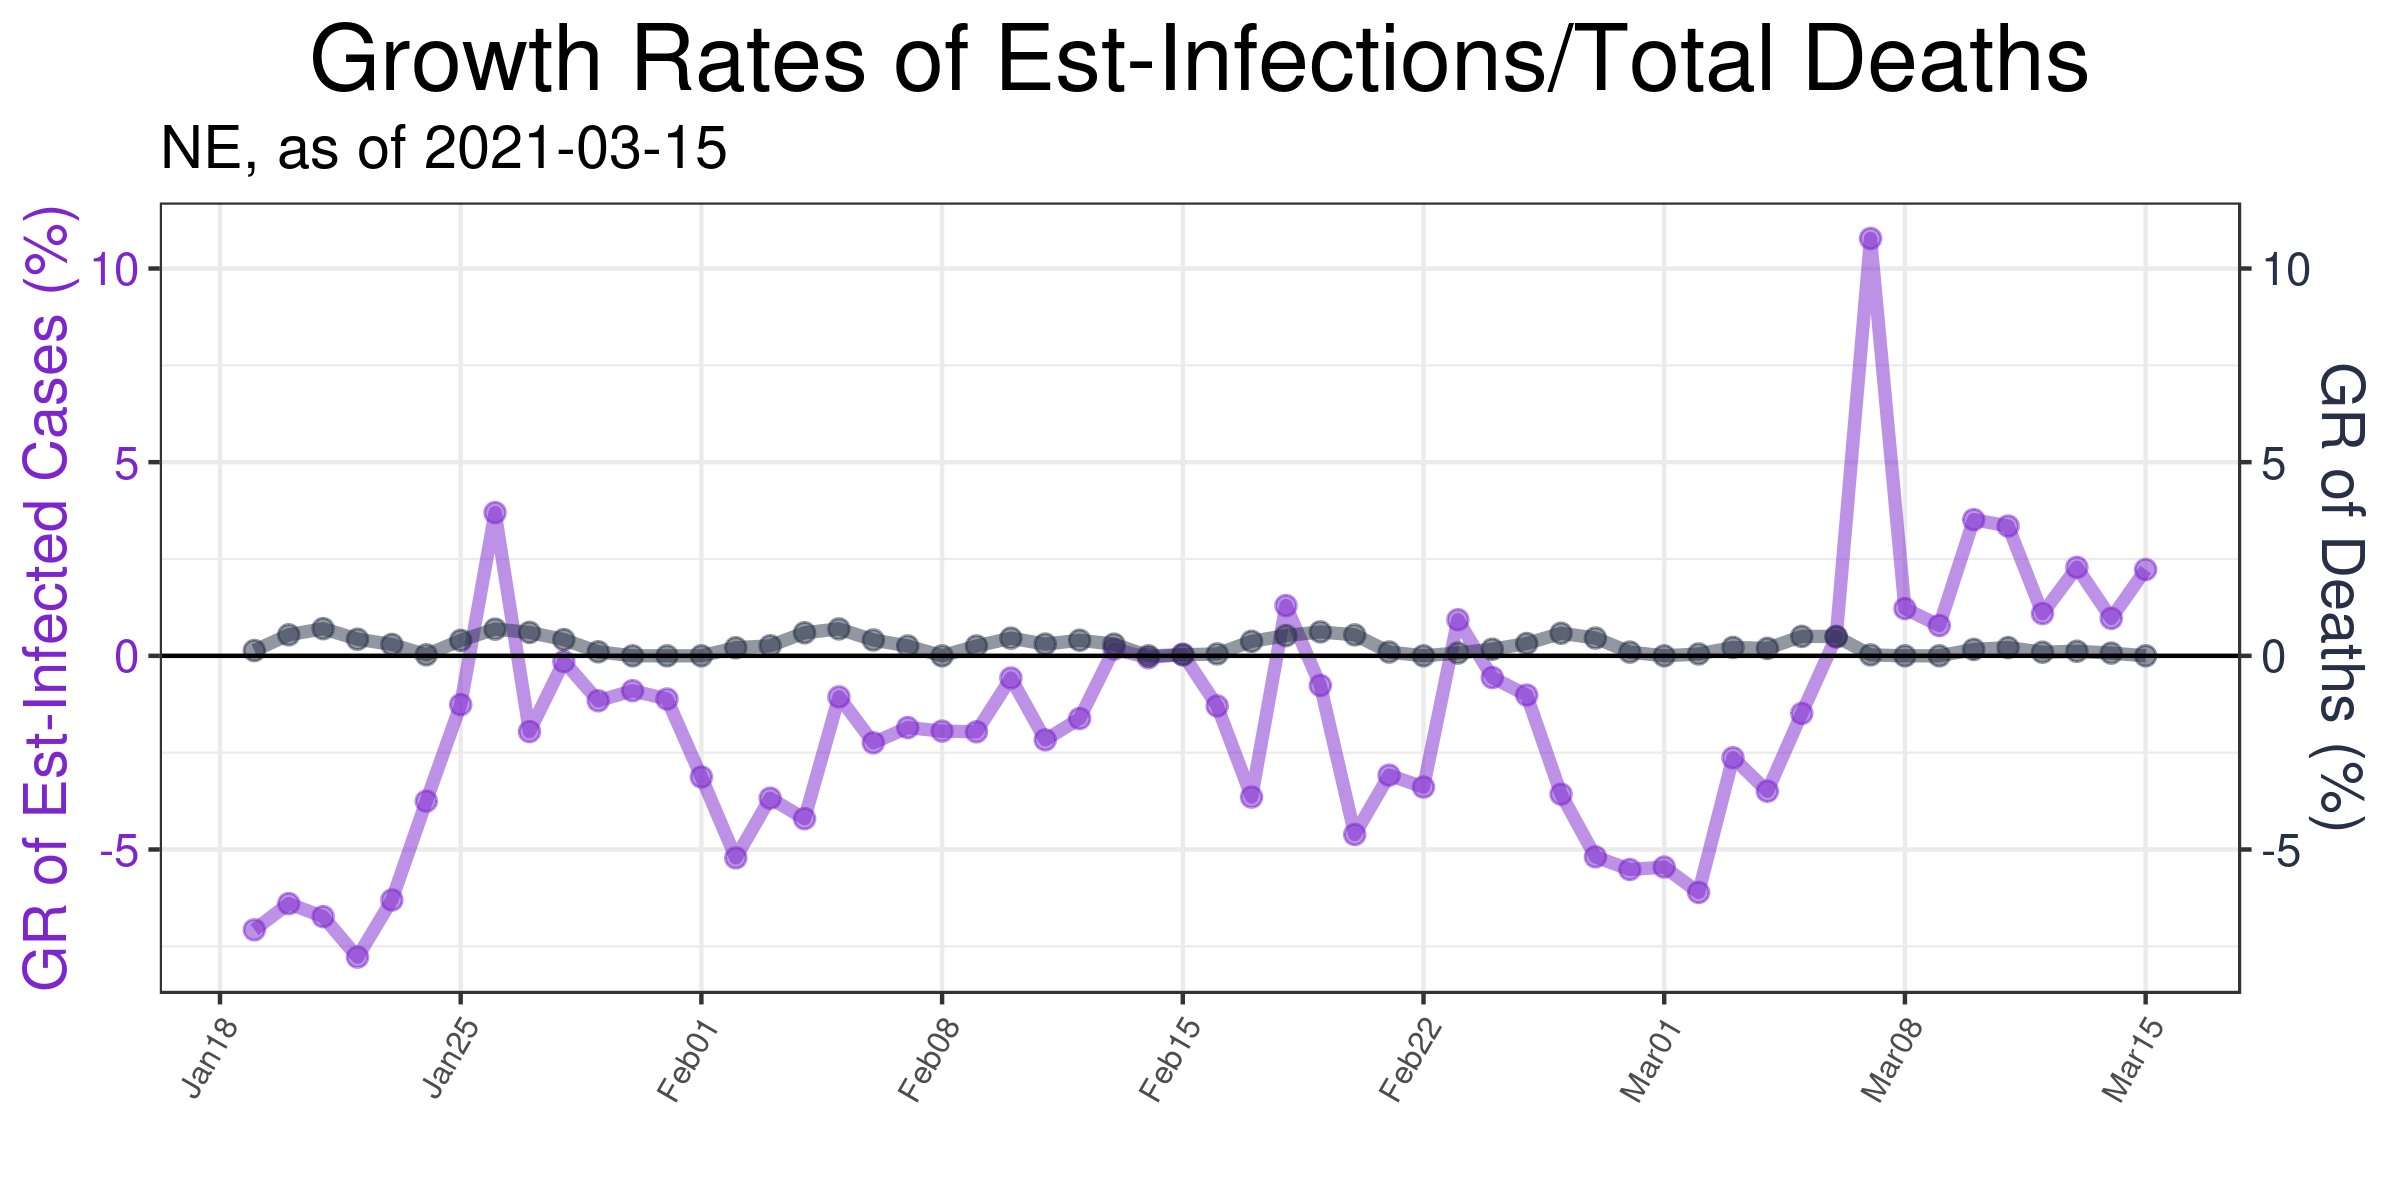 Growth Rates of Est-Infections/Total Deaths
NE, as of 2021-03-15
GR of Est-Infected Cases (%)
10
5
0
-5
10
5
0
-5
GR of Deaths (%)
Jan18
Jan25
Feb01
Feb08
Feb15
Feb22
Mar01
Mar08
Mar15